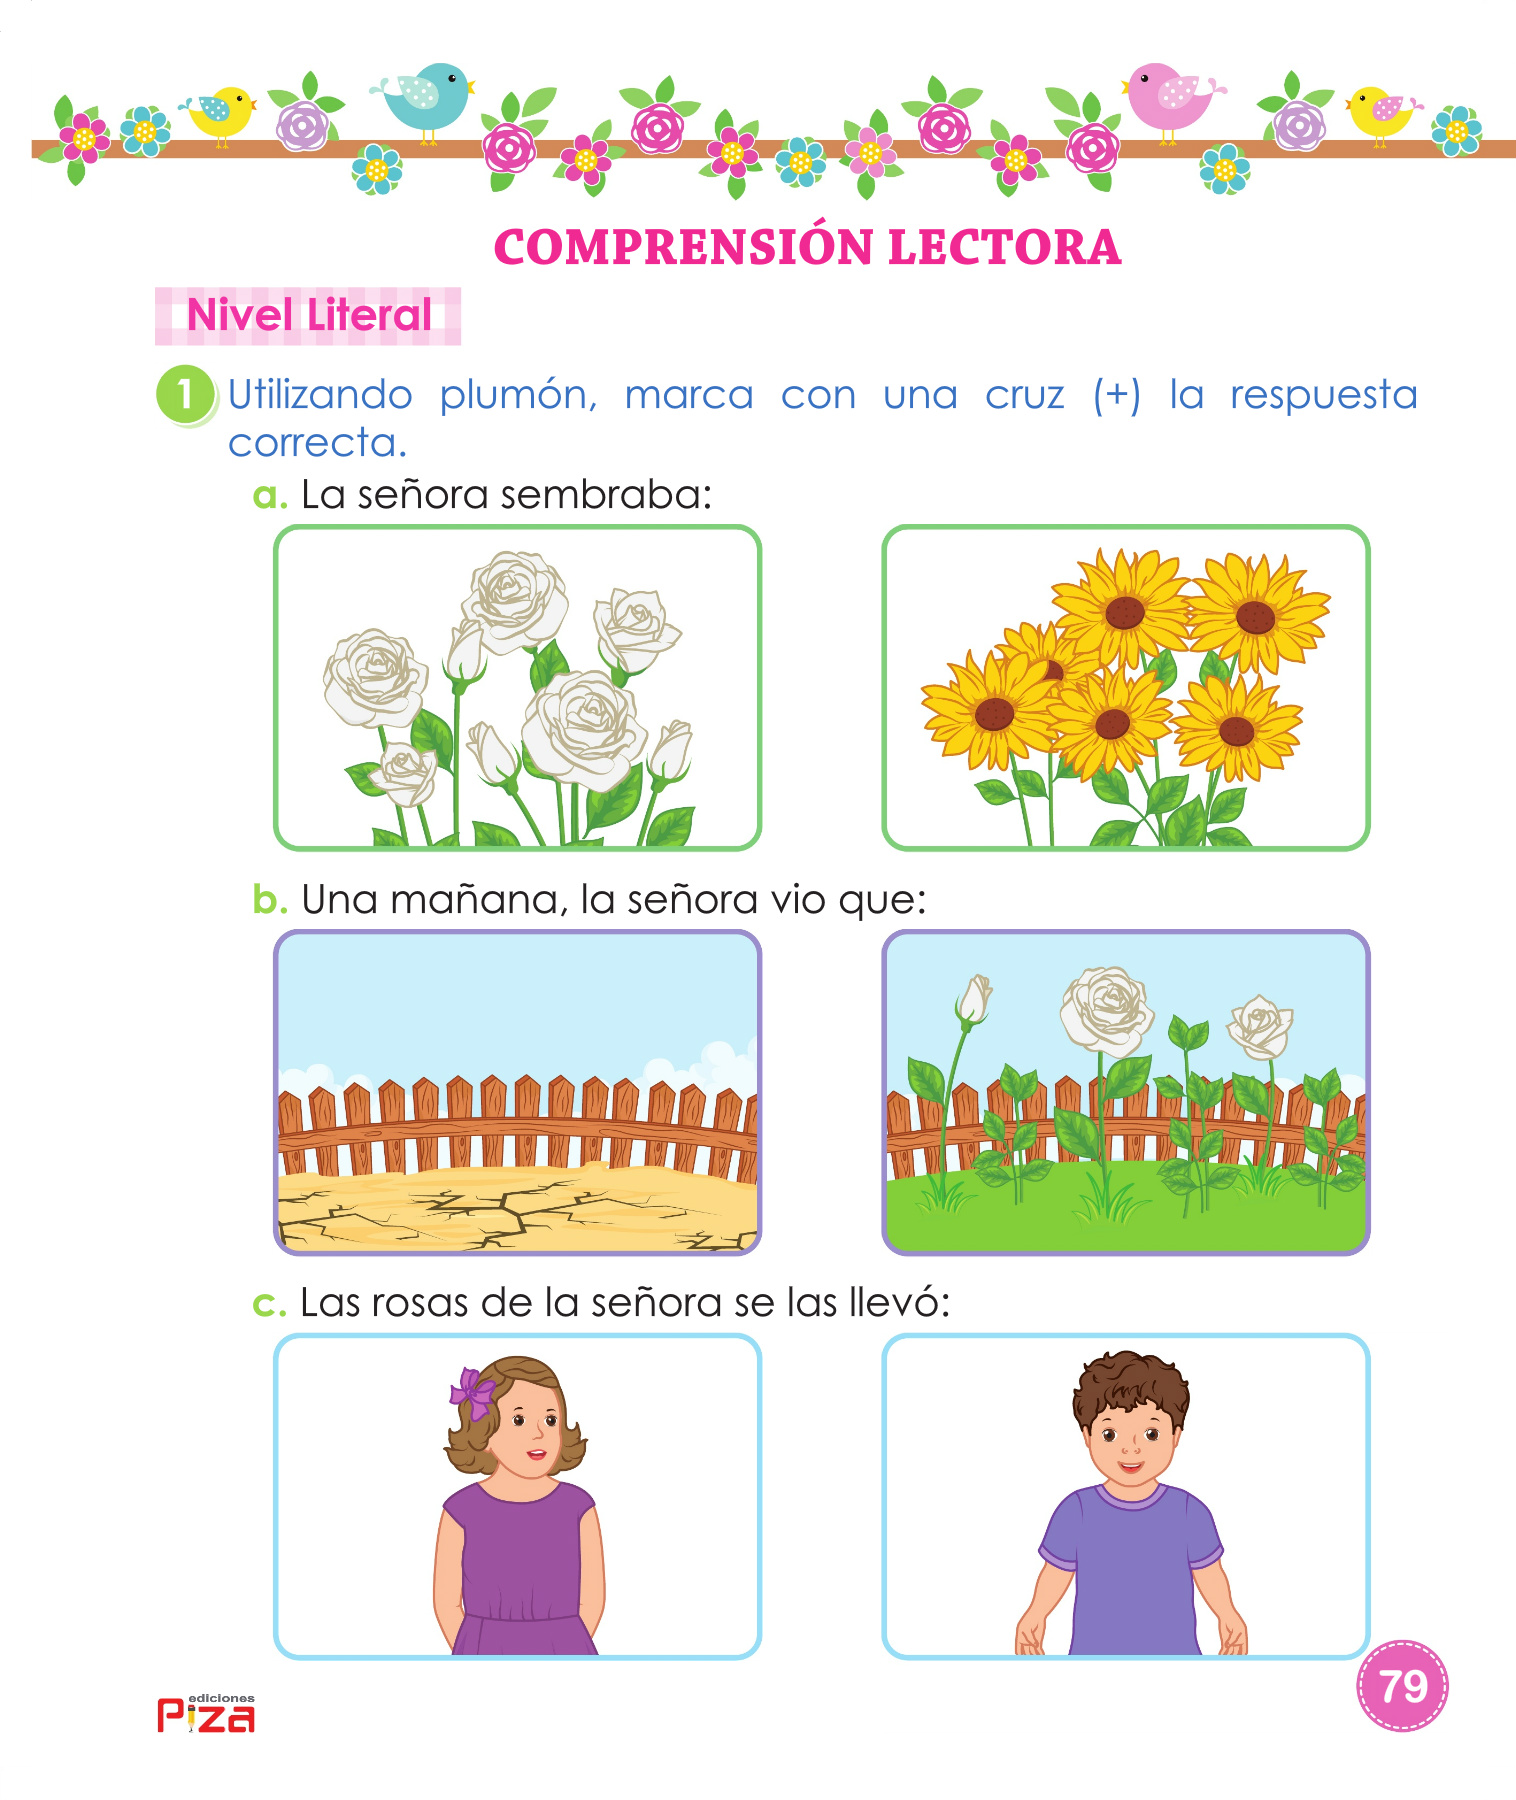 COMPRENSIÓN LECTORA
Nivel Literal
1 Utilizando plumón, marca con una cruz (+) la respuesta
correcta.
a. La señora sembraba:
b. Una mañana, la señora vio que:
c. Las rosas de la señora se las llevó:
ediciones
Piza
79